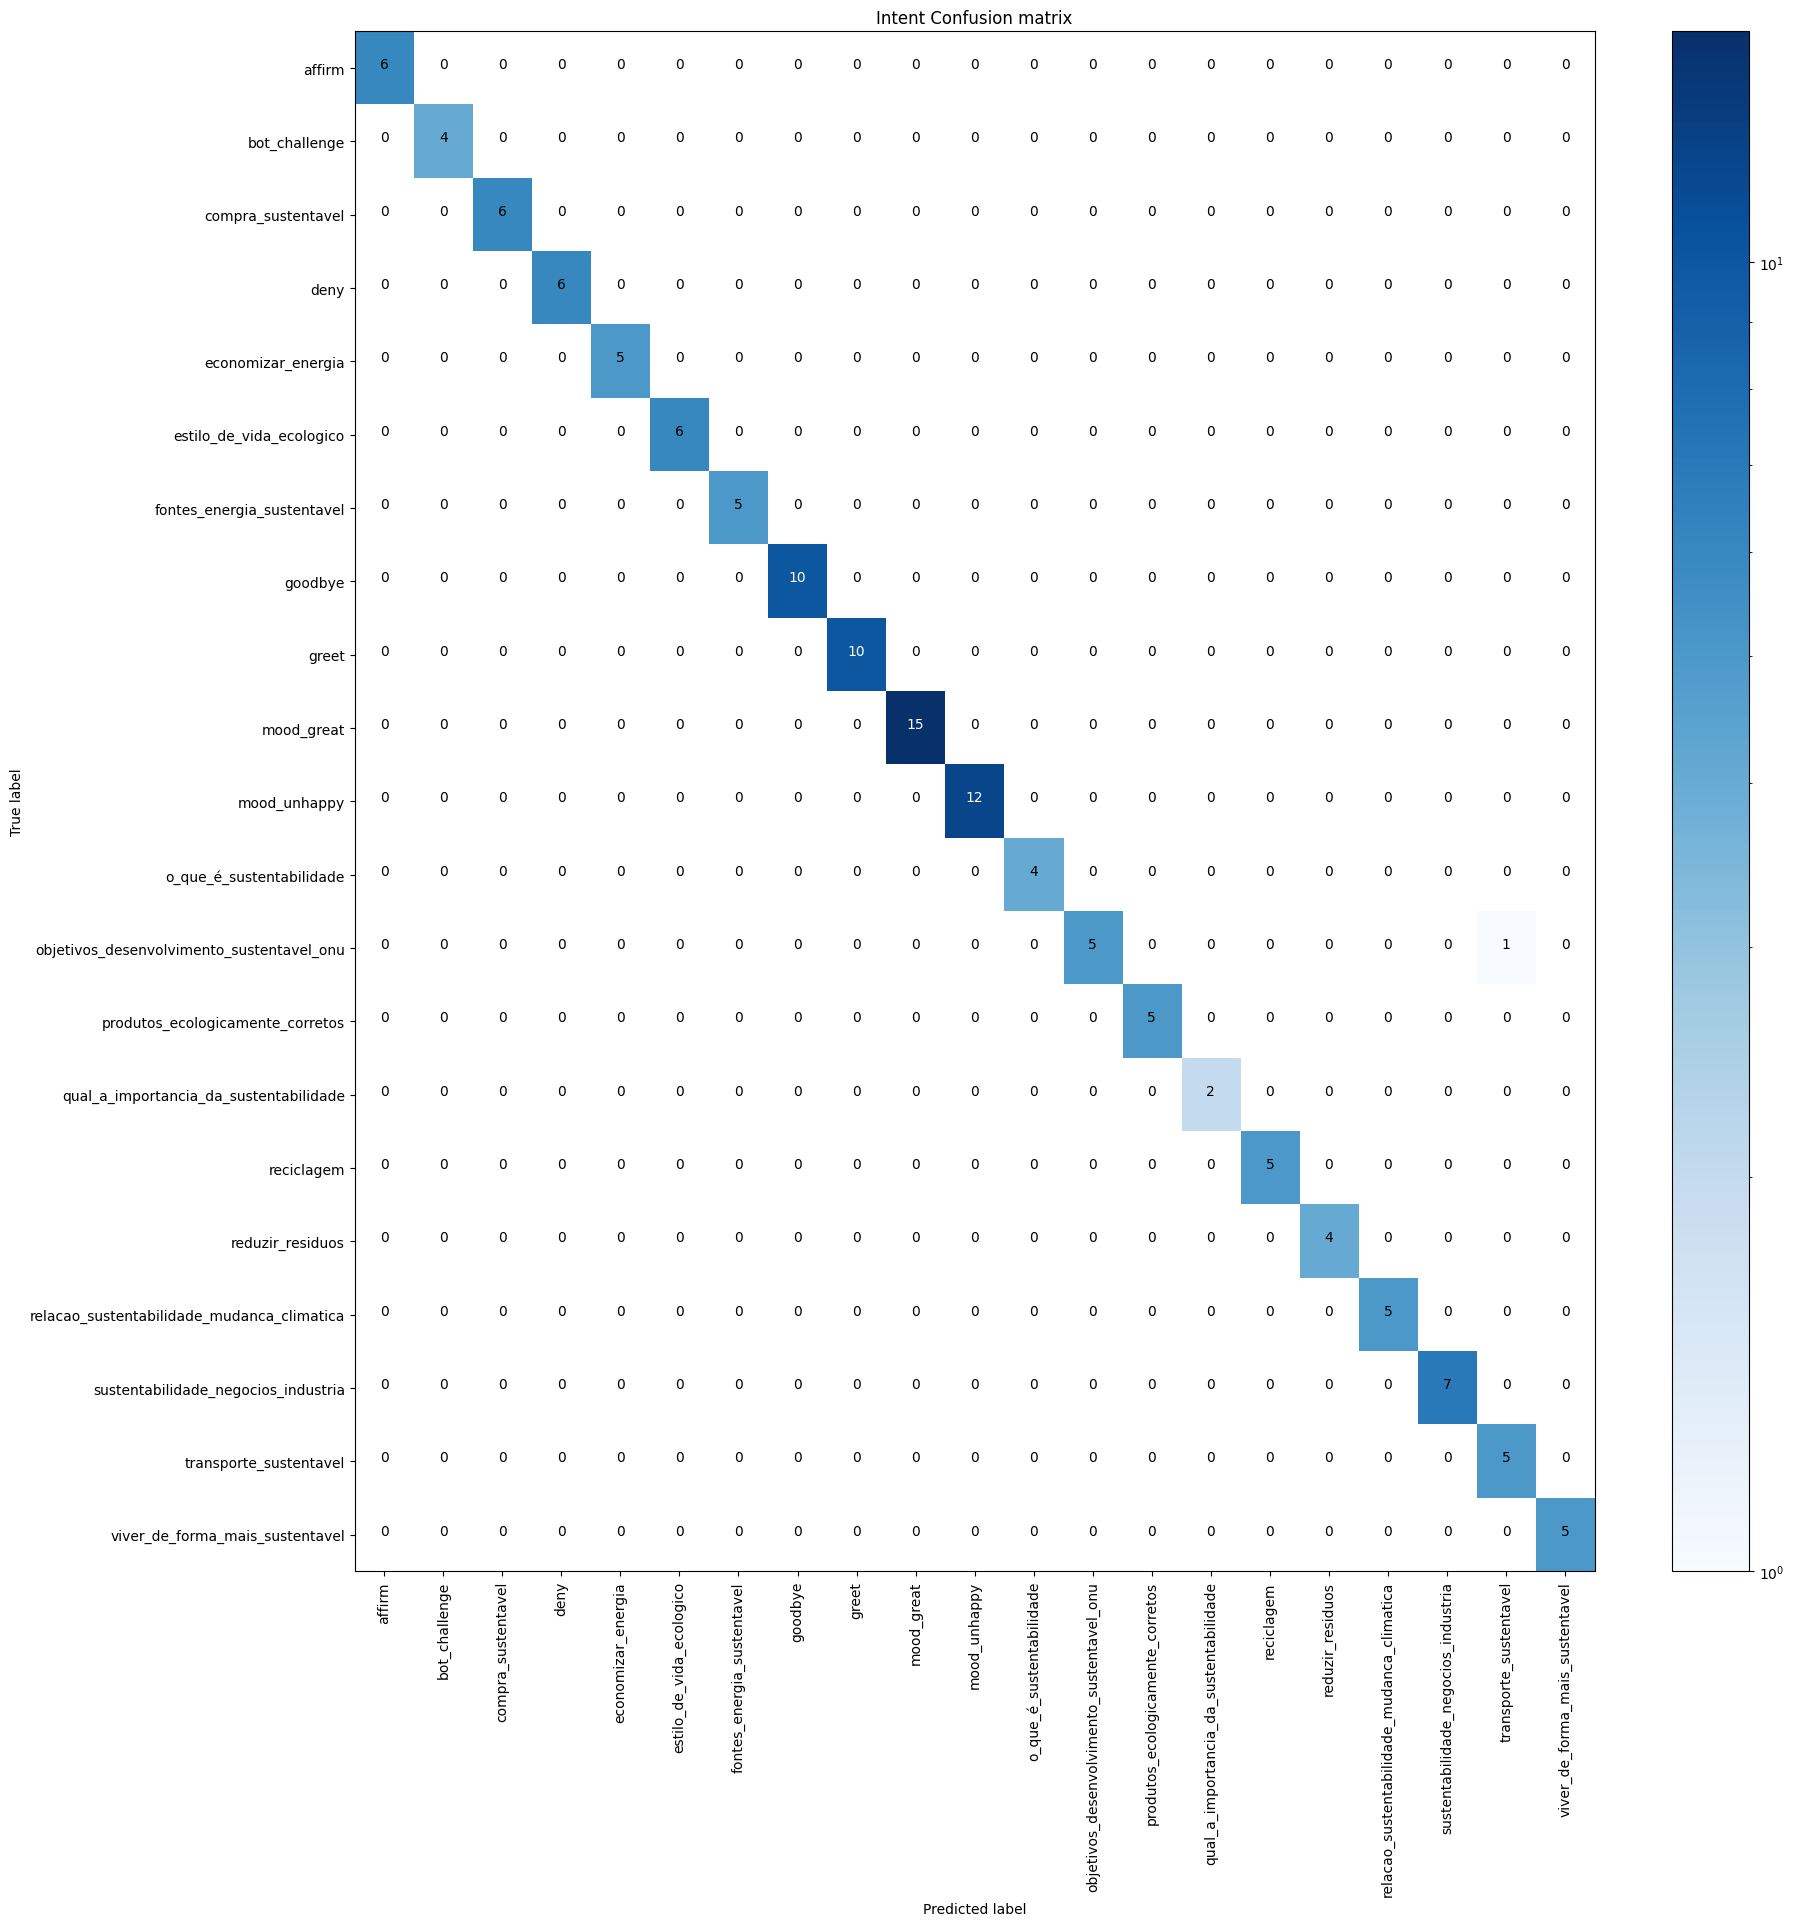 Intent Confusion matrix
True label
affirm 6 0 0 0 0 0 0 0 0 0 0 0 0 0 0 0 0 0 0 0 0
bot_challenge 0 4 0 0 0 0 0 0 0 0 0 0 0 0 0 0 0 0 0 0 0
compra_sustentavel 0 0 6 0 0 0 0 0 0 0 0 0 0 0 0 0 0 0 0 0 0
deny 0 0 0 6 0 0 0 0 0 0 0 0 0 0 0 0 0 0 0 0 0
economizar_energia 0 0 0 0 5 0 0 0 0 0 0 0 0 0 0 0 0 0 0 0 0
estilo_de_vida_ecologico 0 0 0 0 0 6 0 0 0 0 0 0 0 0 0 0 0 0 0 0 0
fontes_energia_sustentavel 0 0 0 0 0 0 5 0 0 0 0 0 0 0 0 0 0 0 0 0 0
goodbye 0 0 0 0 0 0 0 10 0 0 0 0 0 0 0 0 0 0 0 0 0
greet 0 0 0 0 0 0 0 0 10 0 0 0 0 0 0 0 0 0 0 0 0
mood_great 0 0 0 0 0 0 0 0 0 15 0 0 0 0 0 0 0 0 0 0 0
mood_unhappy 0 0 0 0 0 0 0 0 0 0 12 0 0 0 0 0 0 0 0 0 0
o_que_é_sustentabilidade 0 0 0 0 0 0 0 0 0 0 0 4 0 0 0 0 0 0 0 0 0
objetivos_desenvolvimento_sustentavel_onu 0 0 0 0 0 0 0 0 0 0 0 0 5 0 0 0 0 0 0 1 0
produtos_ecologicamente_corretos 0 0 0 0 0 0 0 0 0 0 0 0 0 5 0 0 0 0 0 0 0
qual_a_importancia_da_sustentabilidade 0 0 0 0 0 0 0 0 0 0 0 0 0 0 2 0 0 0 0 0 0
reciclagem 0 0 0 0 0 0 0 0 0 0 0 0 0 0 0 5 0 0 0 0 0
reduzir_residuos 0 0 0 0 0 0 0 0 0 0 0 0 0 0 0 0 4 0 0 0 0
relacao_sustentabilidade_mudanca_climatica 0 0 0 0 0 0 0 0 0 0 0 0 0 0 0 0 0 5 0 0 0
sustentabilidade_negocios_industria 0 0 0 0 0 0 0 0 0 0 0 0 0 0 0 0 0 0 7 0 0
transporte_sustentavel 0 0 0 0 0 0 0 0 0 0 0 0 0 0 0 0 0 0 0 5 0
viver_de_forma_mais_sustentavel 0 0 0 0 0 0 0 0 0 0 0 0 0 0 0 0 0 0 0 0 5
affirm
bot_challenge
compra_sustentavel
deny
economizar_energia
estilo_de_vida_ecologico
fontes_energia_sustentavel
goodbye
greet
mood_great
mood_unhappy
o_que_é_sustentabilidade
objetivos_desenvolvimento_sustentavel_onu
produtos_ecologicamente_corretos
qual_a_importancia_da_sustentabilidade
reciclagem
reduzir_residuos
relacao_sustentabilidade_mudanca_climatica
sustentabilidade_negocios_industria
transporte_sustentavel
viver_de_forma_mais_sustentavel
Predicted label
10¹
10⁰